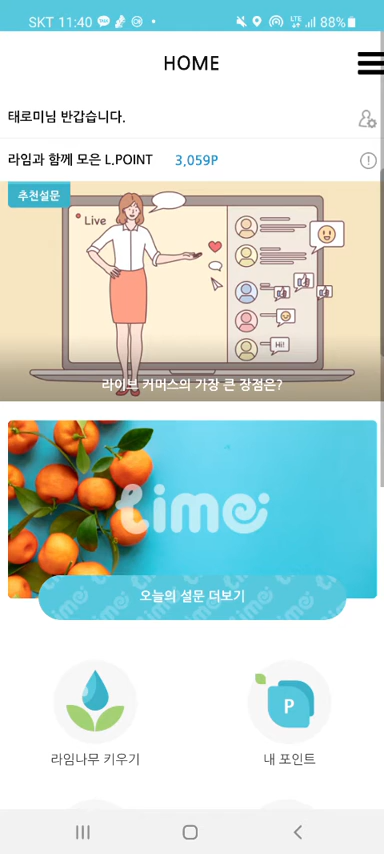 SKT 11:40
LTE
88%
HOME
태로미님 반갑습니다.
라임과 함께 모은 L.POINT 3,059P
추천설문
Live
Hi!
라이브 커머스의 가장 큰 장점은?
Lime
오늘의 설문 더보기
P
라임나무 키우기
내 포인트